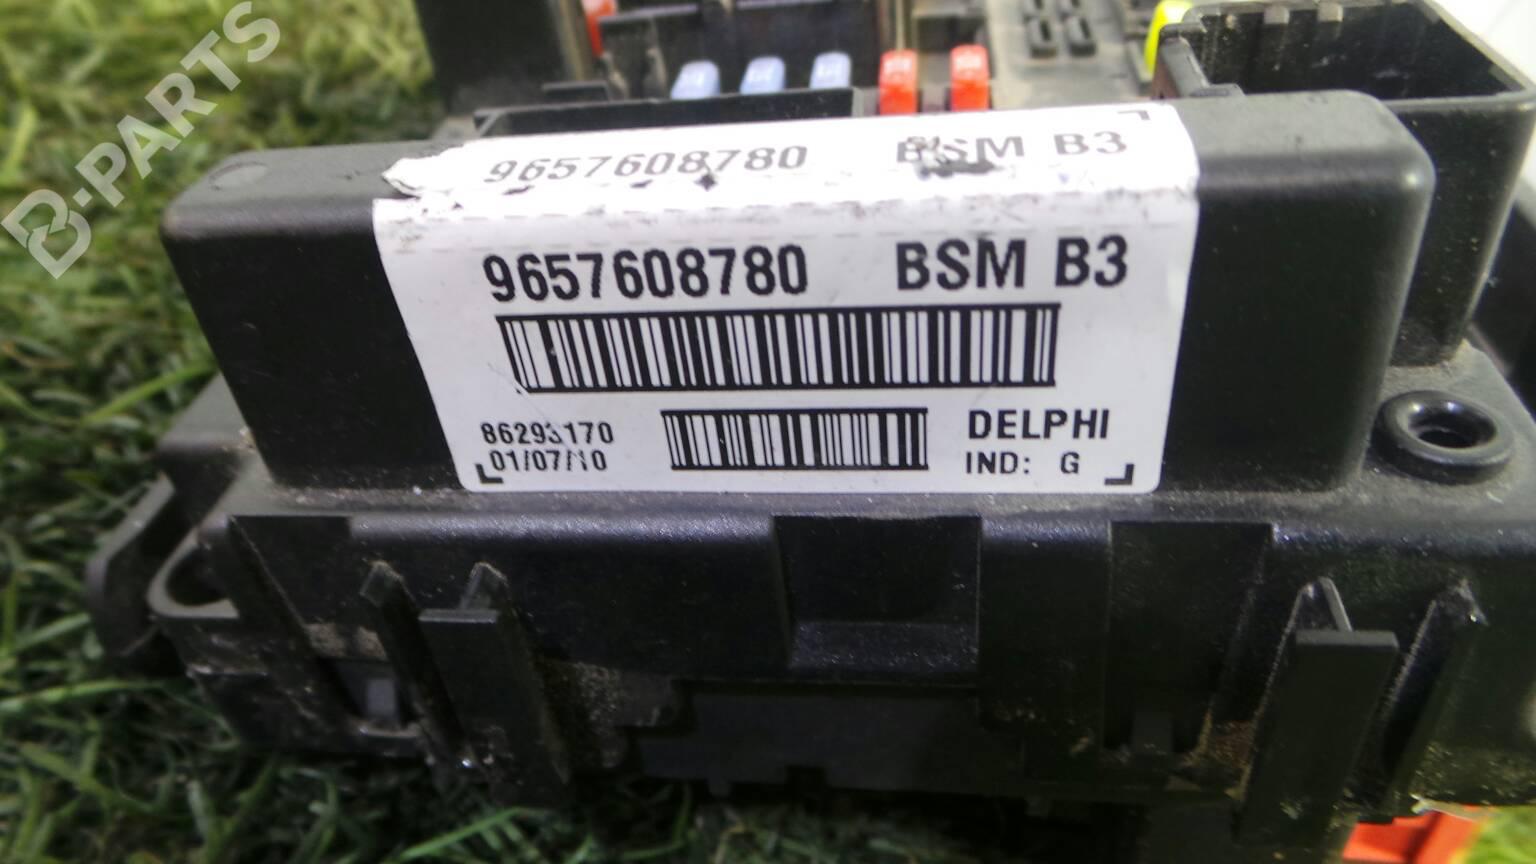 B-PARTS
9657608780 BSM B3
9657608780 BSM B3
86293170
01/07/10
DELPHI
IND: G